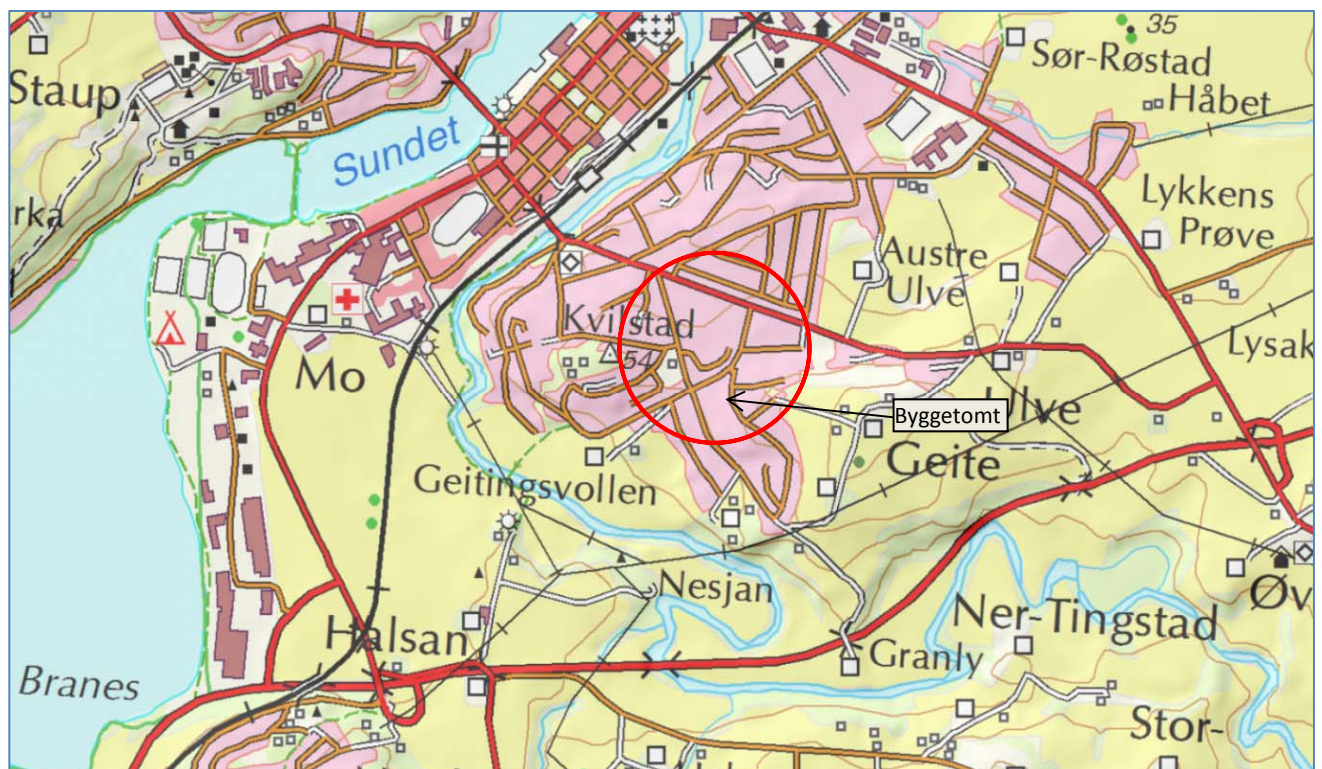 35
Sør-Røstad
Staup
Håbet
Sundet
Lykkens
Prøve
rka
Austre
Ulve
Kvilstad
54
Lysak
Mo
Byggetomt
Ulve
Geite
Geitingsvollen
Nesjan
Øv
Ner-Tingstad
Halsan
Granly
Branes
Stor-